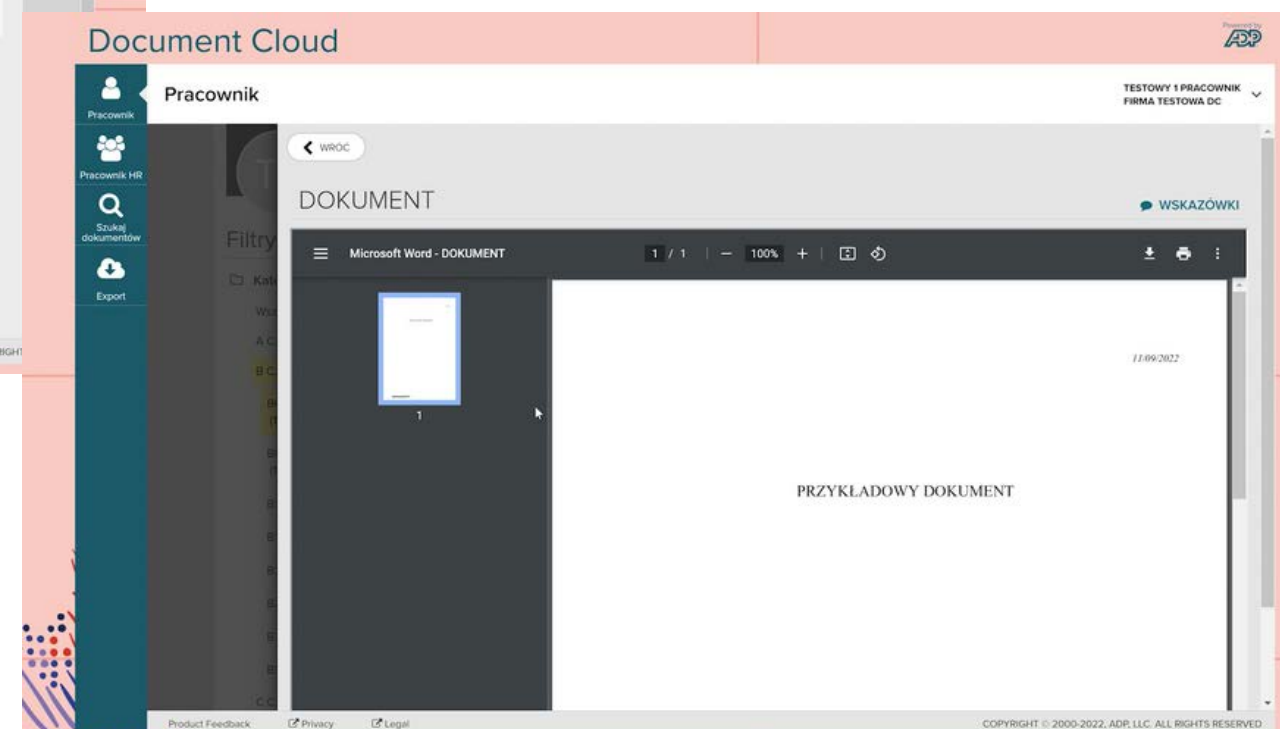 Document Cloud
Powered by
ADP
Pracownik
TESTOWY 1 PRACOWNIK
FIRMA TESTOWA DC
Pracownik
Pracownik HR
Szukaj
dokumentów
Export
WRÓĆ
DOKUMENT
WSKAZÓWKI
Filtry
Microsoft Word - DOKUMENT
1 / 1
100%
1
11/09/2022
PRZYKŁADOWY DOKUMENT
Product Feedback
Privacy
Legal
COPYRIGHT © 2000-2022, ADP, LLC. ALL RIGHTS RESERVED